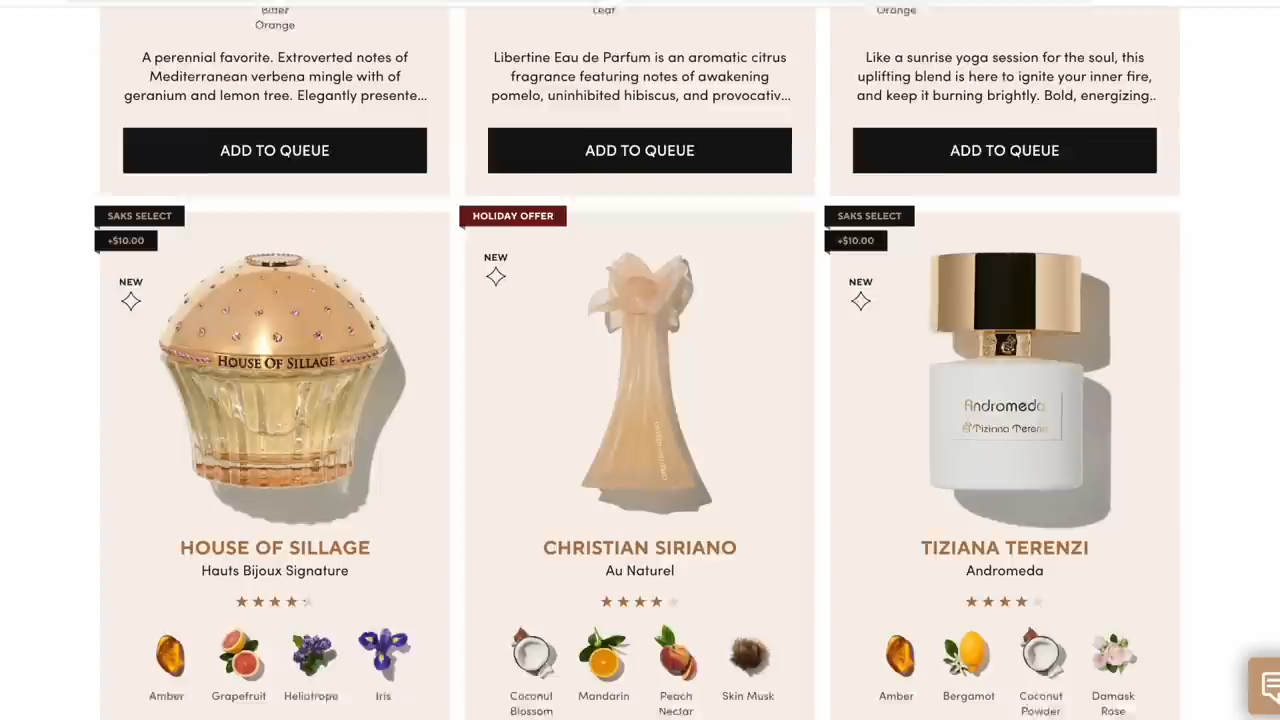 Bitter
Orange
Leaf
Orange
A perennial favorite. Extroverted notes of
Mediterranean verbena mingle with of
geranium and lemon tree. Elegantly presente...
Libertine Eau de Parfum is an aromatic citrus
fragrance featuring notes of awakening
pomelo, uninhibited hibiscus, and provocativ...
Like a sunrise yoga session for the soul, this
uplifting blend is here to ignite your inner fire,
and keep it burning brightly. Bold, energizing..
ADD TO QUEUE
ADD TO QUEUE
ADD TO QUEUE
SAKS SELECT
+$10.00
NEW
HOUSE OF SILLAGE
HOUSE OF SILLAGE
Hauts Bijoux Signature
Amber
Grapefruit
Heliotrope
Iris
HOLIDAY OFFER
NEW
CHRISTIAN SIRIANO
Au Naturel
Coconut
Blossom
Mandarin
Peach
Nectar
Skin Musk
SAKS SELECT
+$10.00
NEW
Andromeda
Tiziana Terenzi
TIZIANA TERENZI
Andromeda
Amber
Bergamot
Coconut
Powder
Damask
Rose